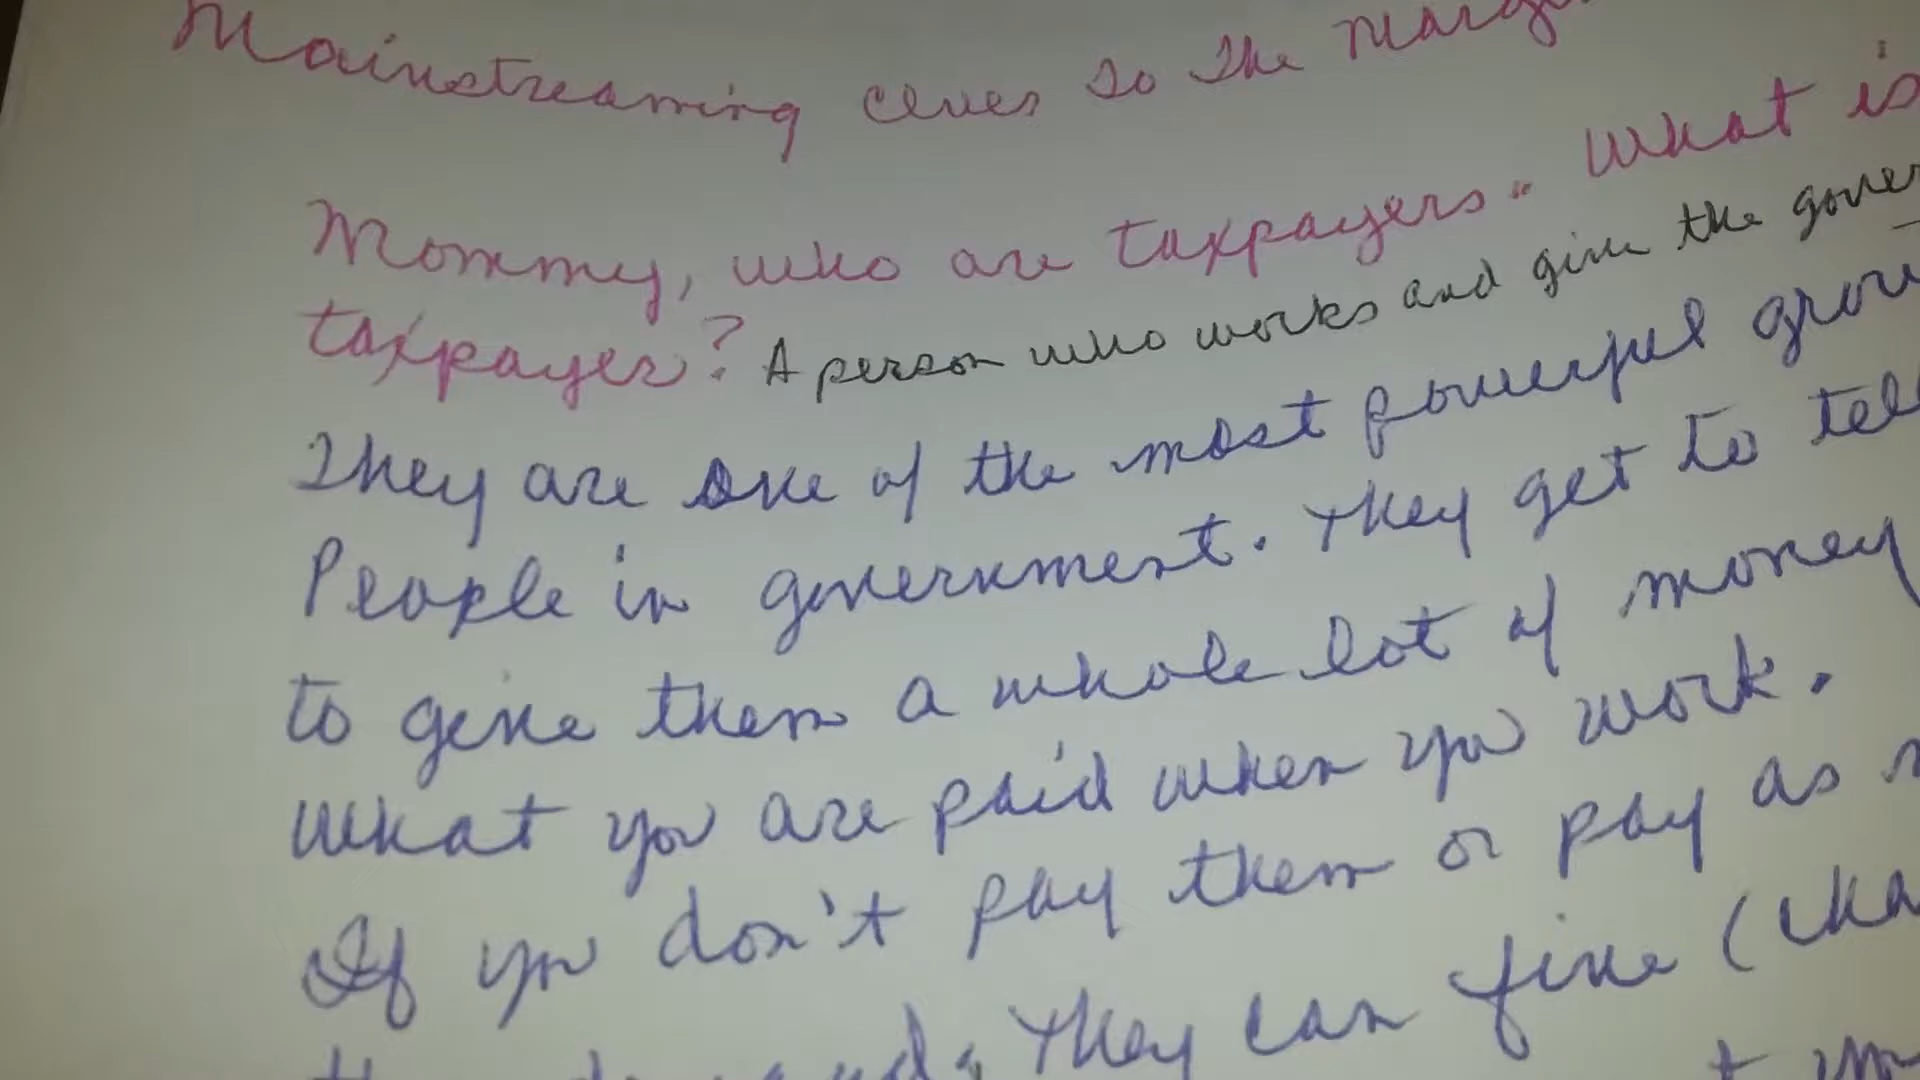 Mainstreaming Clues To The Marg
Mommy, who are taxpayers. What is
taxpayer? A person who works and give the gover
They are one of the most powerful grou
People in government. They get to tell
to give them a whole lot of money
what you are paid when you work.
If you don't pay them or pay as
They can fine (cha